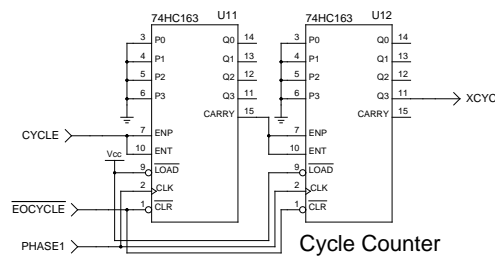 74HC163 U11
3 P0 Q0 14
4 P1 Q1 13
5 P2 Q2 12
6 P3 Q3 11
CARRY 15
7 ENP
10 ENT
9 LOAD
2 CLK
1 CLR
74HC163 U12
3 P0 Q0 14
4 P1 Q1 13
5 P2 Q2 12
6 P3 Q3 11
CARRY 15
7 ENP
10 ENT
9 LOAD
2 CLK
1 CLR
XCYC
CYCLE
Vcc
EOCYCLE
PHASE1
Cycle Counter